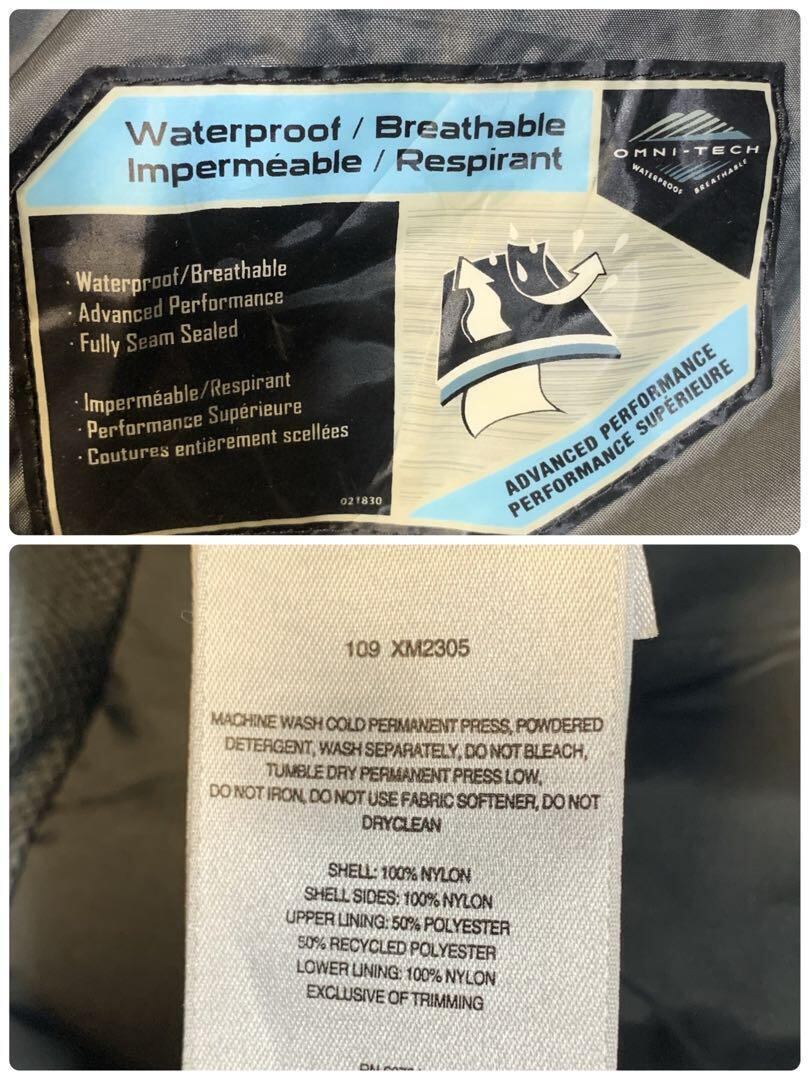 Waterproof / Breathable
Imperméable / Respirant
OMNI-TECH
WATERPROOF BREATHABLE
· Waterproof/Breathable
· Advanced Performance
· Fully Seam Sealed
· Imperméable/Respirant
· Performance Supérieure
· Coutures entièrement scellées
021830
ADVANCED PERFORMANCE
PERFORMANCE SUPÉRIEURE
109 XM2305
MACHINE WASH COLD PERMANENT PRESS, POWDERED
DETERGENT, WASH SEPARATELY, DO NOT BLEACH,
TUMBLE DRY PERMANENT PRESS LOW,
DO NOT IRON, DO NOT USE FABRIC SOFTENER, DO NOT
DRYCLEAN
SHELL: 100% NYLON
SHELL SIDES: 100% NYLON
UPPER LINING: 50% POLYESTER
50% RECYCLED POLYESTER
LOWER LINING: 100% NYLON
EXCLUSIVE OF TRIMMING